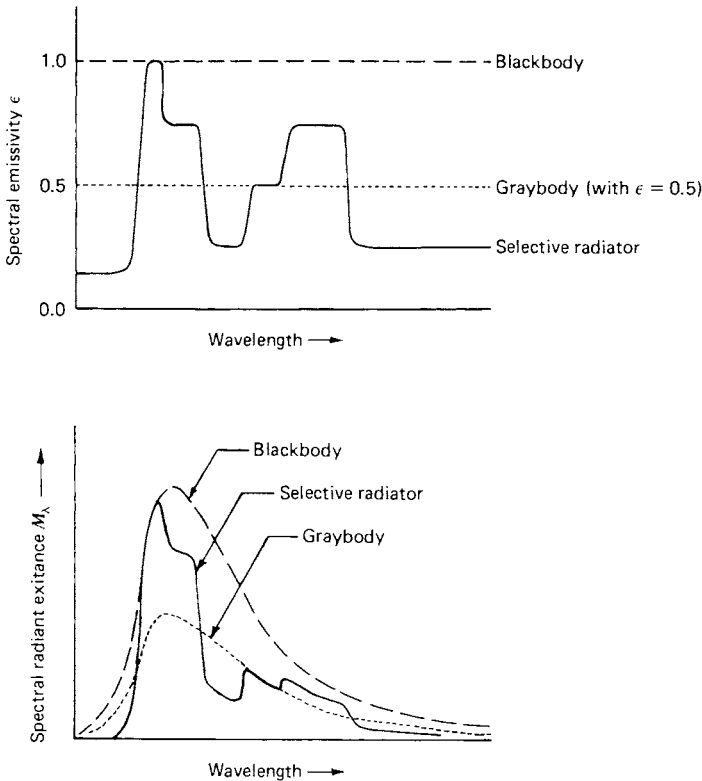 Spectral emissivity ϵ
1.0
0.5
0.0
Blackbody
Graybody (with ϵ = 0.5)
Selective radiator
Wavelength
Spectral radiant exitance Mλ
Blackbody
Selective radiator
Graybody
Wavelength